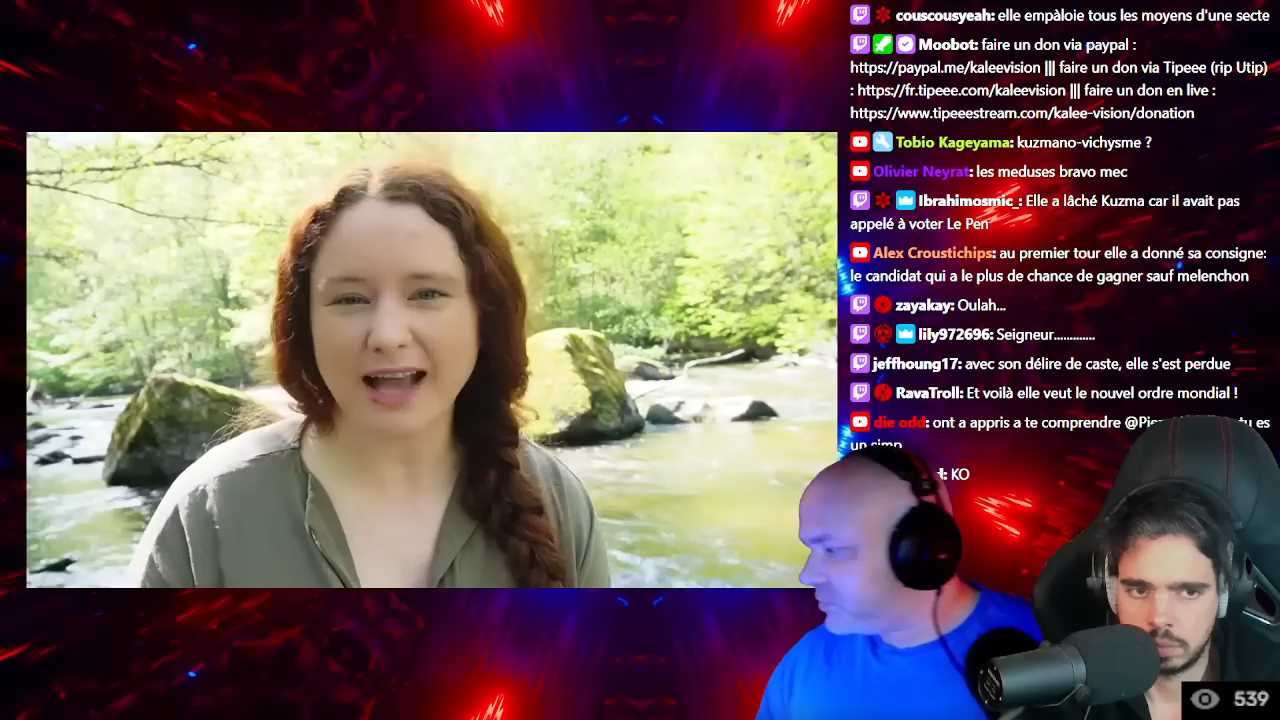 couscousyeah: elle empàloie tous les moyens d'une secte
Moobot: faire un don via paypal :
https://paypal.me/kaleevision ||| faire un don via Tipeee (rip Utip)
: https://fr.tipeee.com/kaleevision ||| faire un don en live :
https://www.tipeeestream.com/kalee-vision/donation
Tobio Kageyama: kuzmano-vichysme ?
Olivier Neyrat: les meduses bravo mec
Ibrahimosmic_: Elle a lâché Kuzma car il avait pas
appelé à voter Le Pen
Alex Croustichips: au premier tour elle a donné sa consigne:
le candidat qui a le plus de chance de gagner sauf melenchon
zayakay: Oulah...
lily972696: Seigneur.............
jeffhoung17: avec son délire de caste, elle s'est perdue
RavaTroll: Et voilà elle veut le nouvel ordre mondial !
die odd: ont a appris a te comprendre tu es
un simp
KO
539